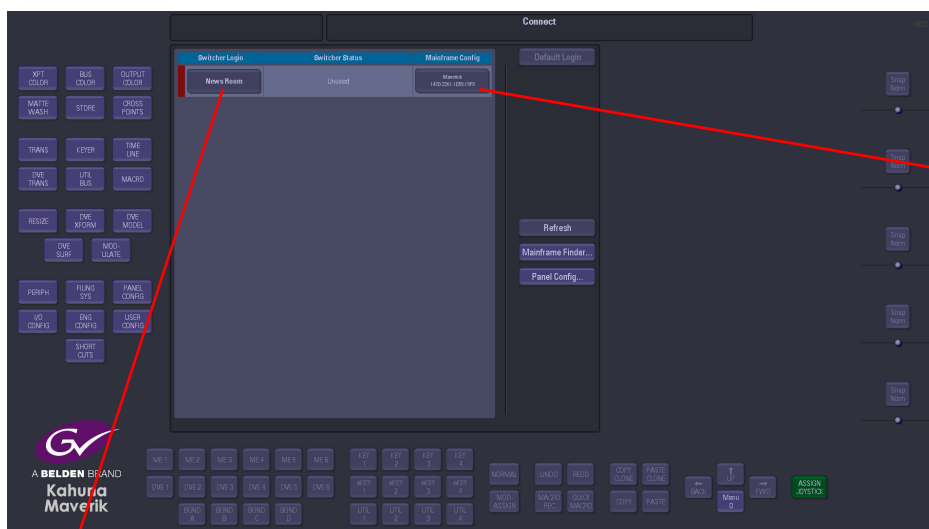 Connect
Switcher Login
Switcher Status
Mainframe Config
Default Login
News Room
Unused
Maverick
XPT
COLOR
BUS
COLOR
OUTPUT
COLOR
MATTE
WASH
STORE
CROSS
POINTS
TRANS
KEYER
TIME
LINE
DVE
TRANS
UTIL
BUS
MACRO
RESIZE
DVE
XFORM
DVE
MODEL
DVE
SURF
MOD-
ULATE
PERIPH
FILING
SYS
PANEL
CONFIG
I/O
CONFIG
ENG
CONFIG
USER
CONFIG
SHORT
CUTS
Refresh
Mainframe Finder...
Panel Config...
Snap
Norm
Snap
Norm
Snap
Norm
Snap
Norm
Snap
Norm
GV
A BELDEN BRAND
Kahuna
Maverik
ME 1
ME 2
ME 3
ME 4
ME 5
ME 6
KEY
1
KEY
2
KEY
3
KEY
4
DVE 1
DVE 2
DVE 3
DVE 4
DVE 5
DVE 6
eKEY
1
eKEY
2
eKEY
3
eKEY
4
BGND
A
BGND
B
BGND
C
BGND
D
UTIL
1
UTIL
2
UTIL
3
UTIL
4
NORMAL
UNDO
REDO
COPY
CLONE
PASTE
CLONE
MOD-
ASSIGN
MACRO
REC
QUICK
MACRO
COPY
PASTE
BACK
UP
Menu
0
FWD
ASSIGN
JOYSTICK